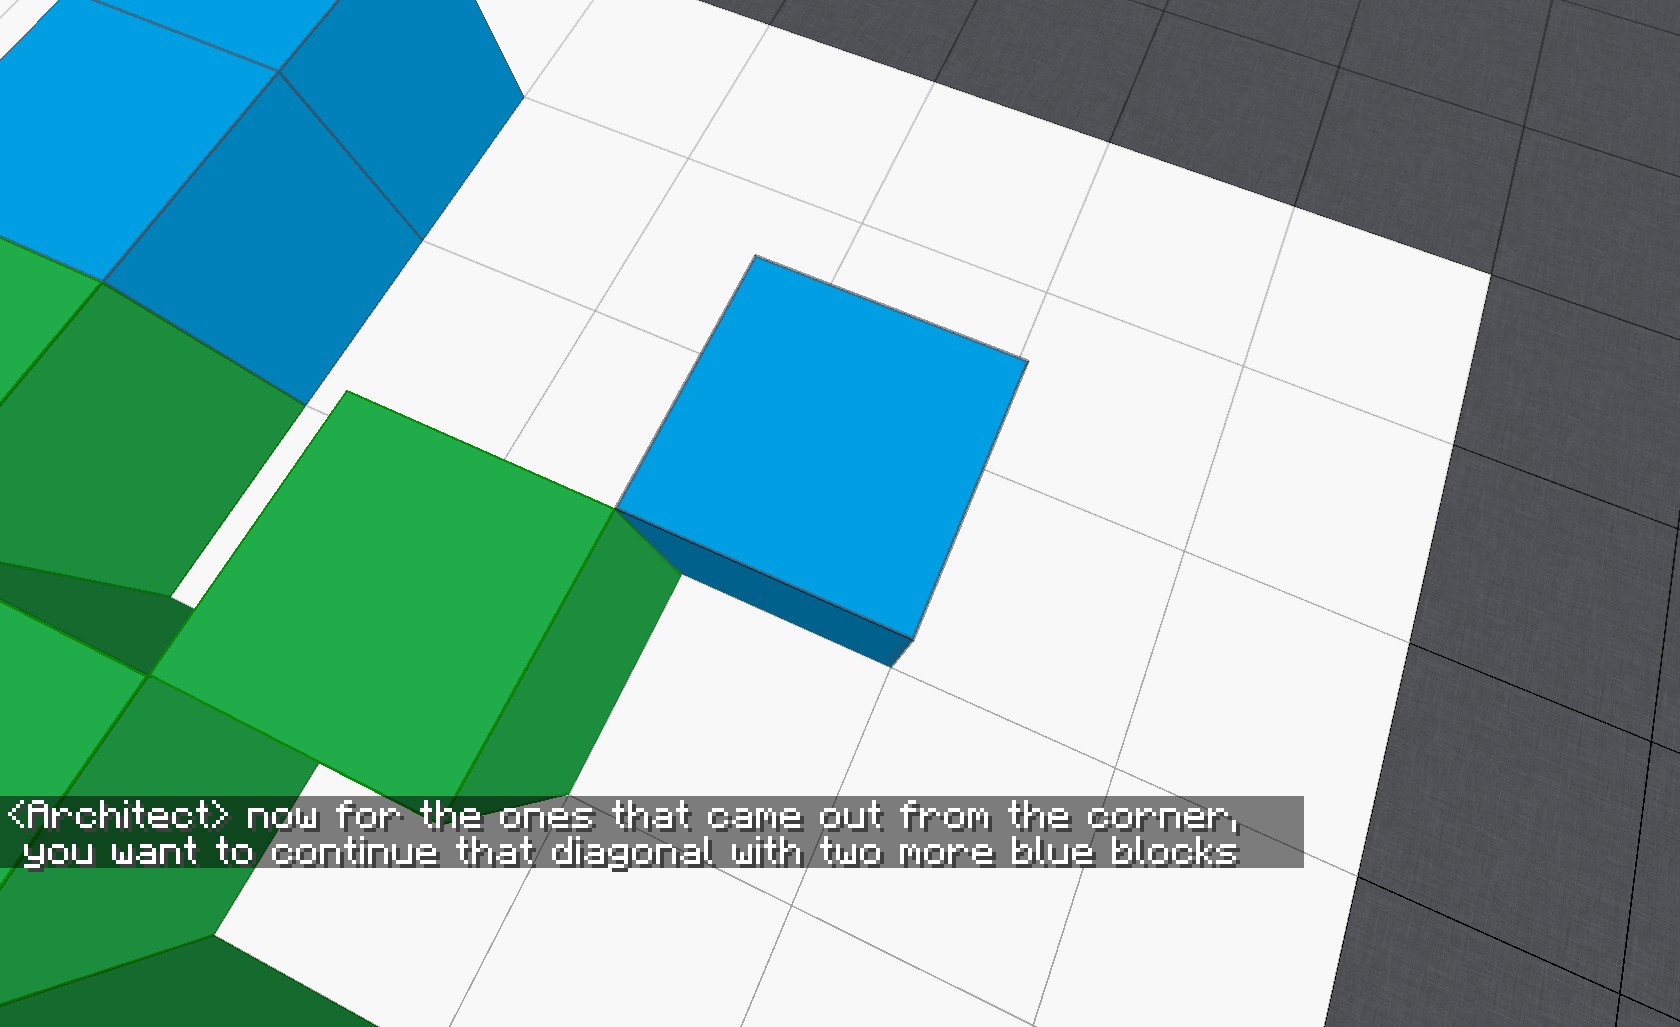 <Architect> now for the ones that came out from the corner,
you want to continue that diagonal with two more blue blocks